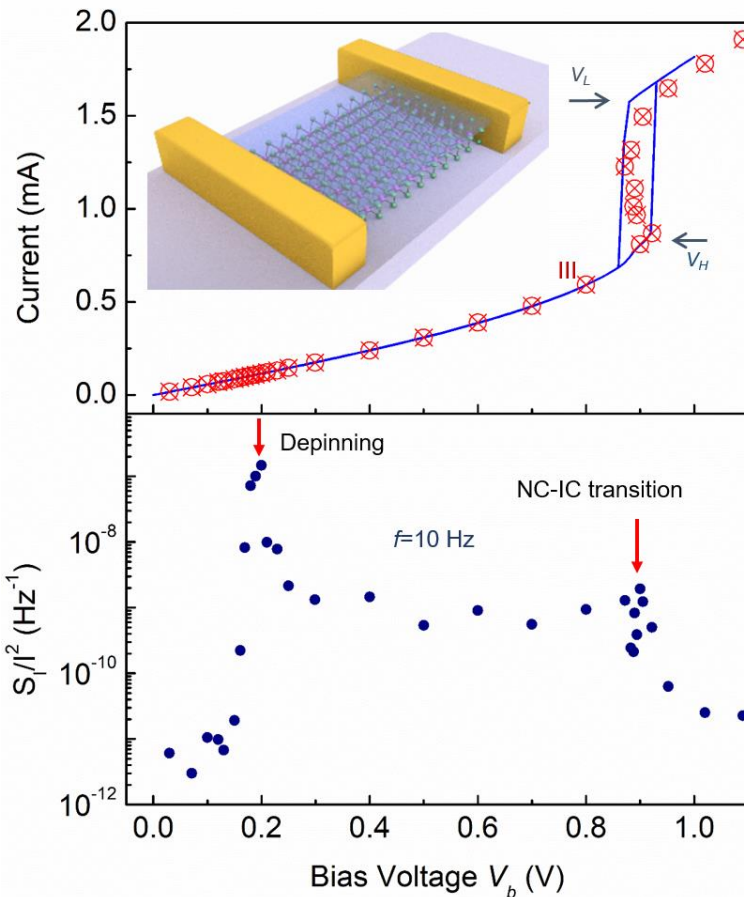 2.0
1.5
1.0
0.5
0.0
Current (mA)
V_L
V_H
III
Depinning
NC-IC transition
f=10 Hz
10^-8
10^-10
10^-12
S_I/I^2 (Hz^-1)
0.0 0.2 0.4 0.6 0.8 1.0
Bias Voltage V_b (V)